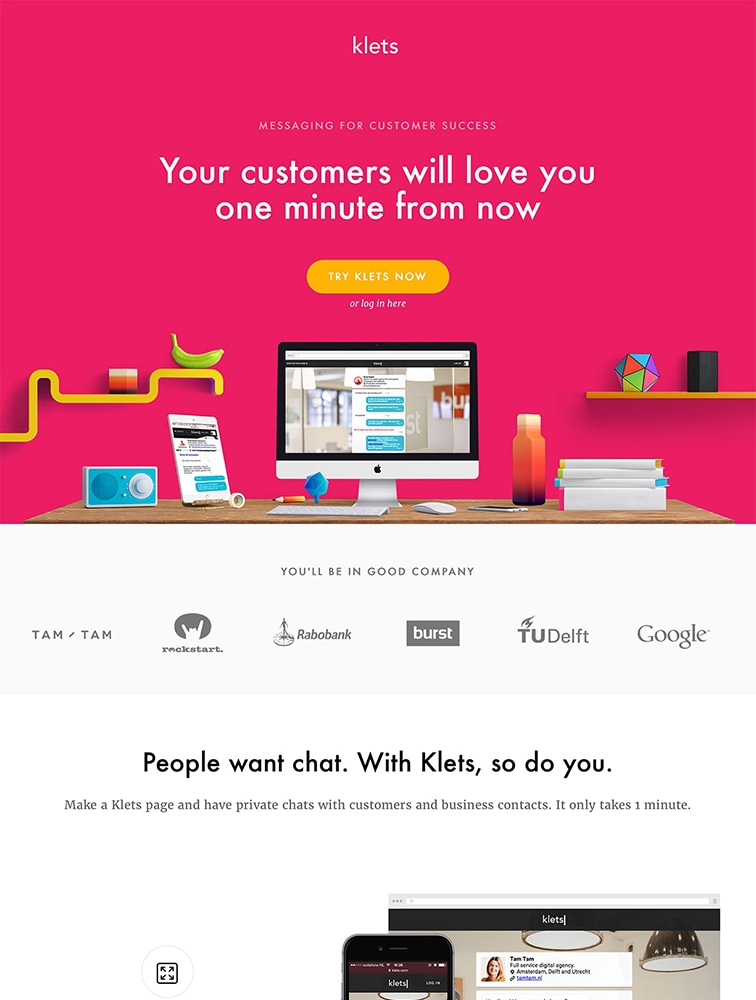 klets
MESSAGING FOR CUSTOMER SUCCESS
Your customers will love you
one minute from now
TRY KLETS NOW
or log in here
burst
YOU'LL BE IN GOOD COMPANY
TAM TAM
rockstart.
Rabobank
burst
TU Delft
Google
People want chat. With Klets, so do you.
Make a Klets page and have private chats with customers and business contacts. It only takes 1 minute.
klets
klets
LOG IN
Tam Tam
Full service digital agency.
Amsterdam, Delft and Utrecht
tamtam.nl